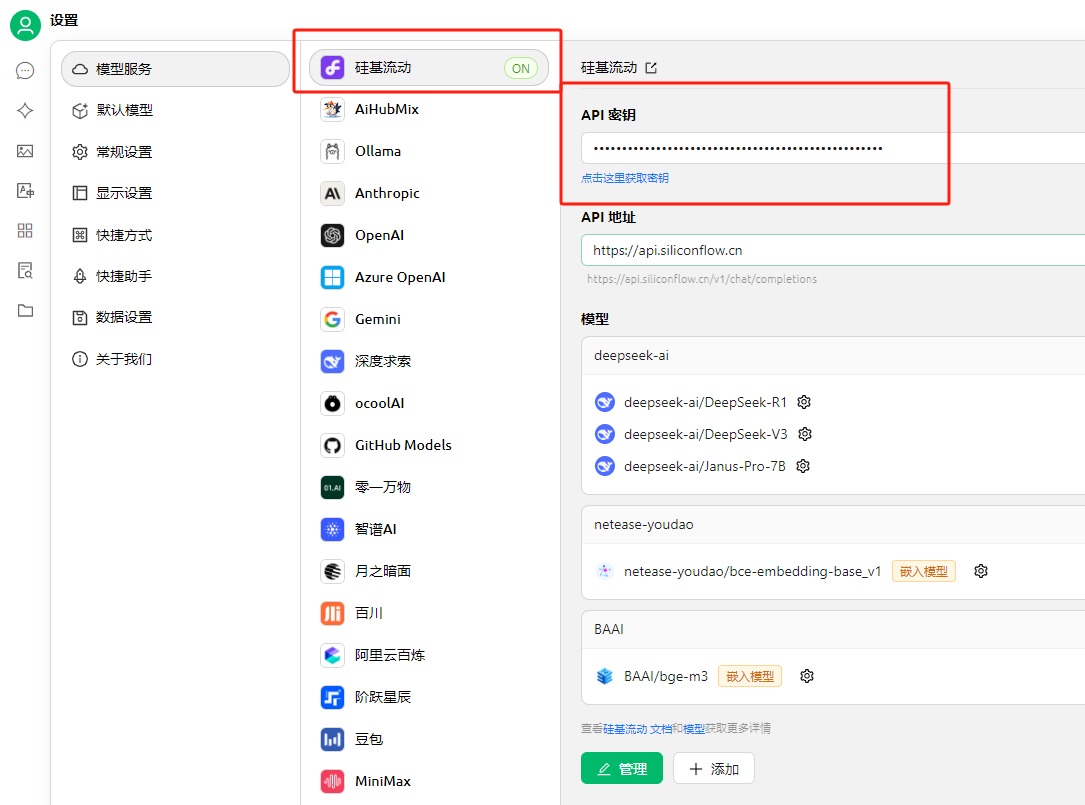 设置
模型服务
默认模型
常规设置
显示设置
快捷方式
快捷助手
数据设置
关于我们
硅基流动 ON
AiHubMix
Ollama
Anthropic
OpenAI
Azure OpenAI
Gemini
深度求索
ocoolAI
GitHub Models
零一万物
智谱AI
月之暗面
百川
阿里云百炼
阶跃星辰
豆包
MiniMax
硅基流动
API 密钥
••••••••••••••••••••••••••••••••••••••••••••••••••••
点击这里获取密钥
API 地址
https://api.siliconflow.cn
https://api.siliconflow.cn/v1/chat/completions
模型
deepseek-ai
deepseek-ai/DeepSeek-R1
deepseek-ai/DeepSeek-V3
deepseek-ai/Janus-Pro-7B
netease-youdao
netease-youdao/bce-embedding-base_v1 嵌入模型
BAAI
BAAI/bge-m3 嵌入模型
查看硅基流动 文档和模型获取更多详情
管理 添加